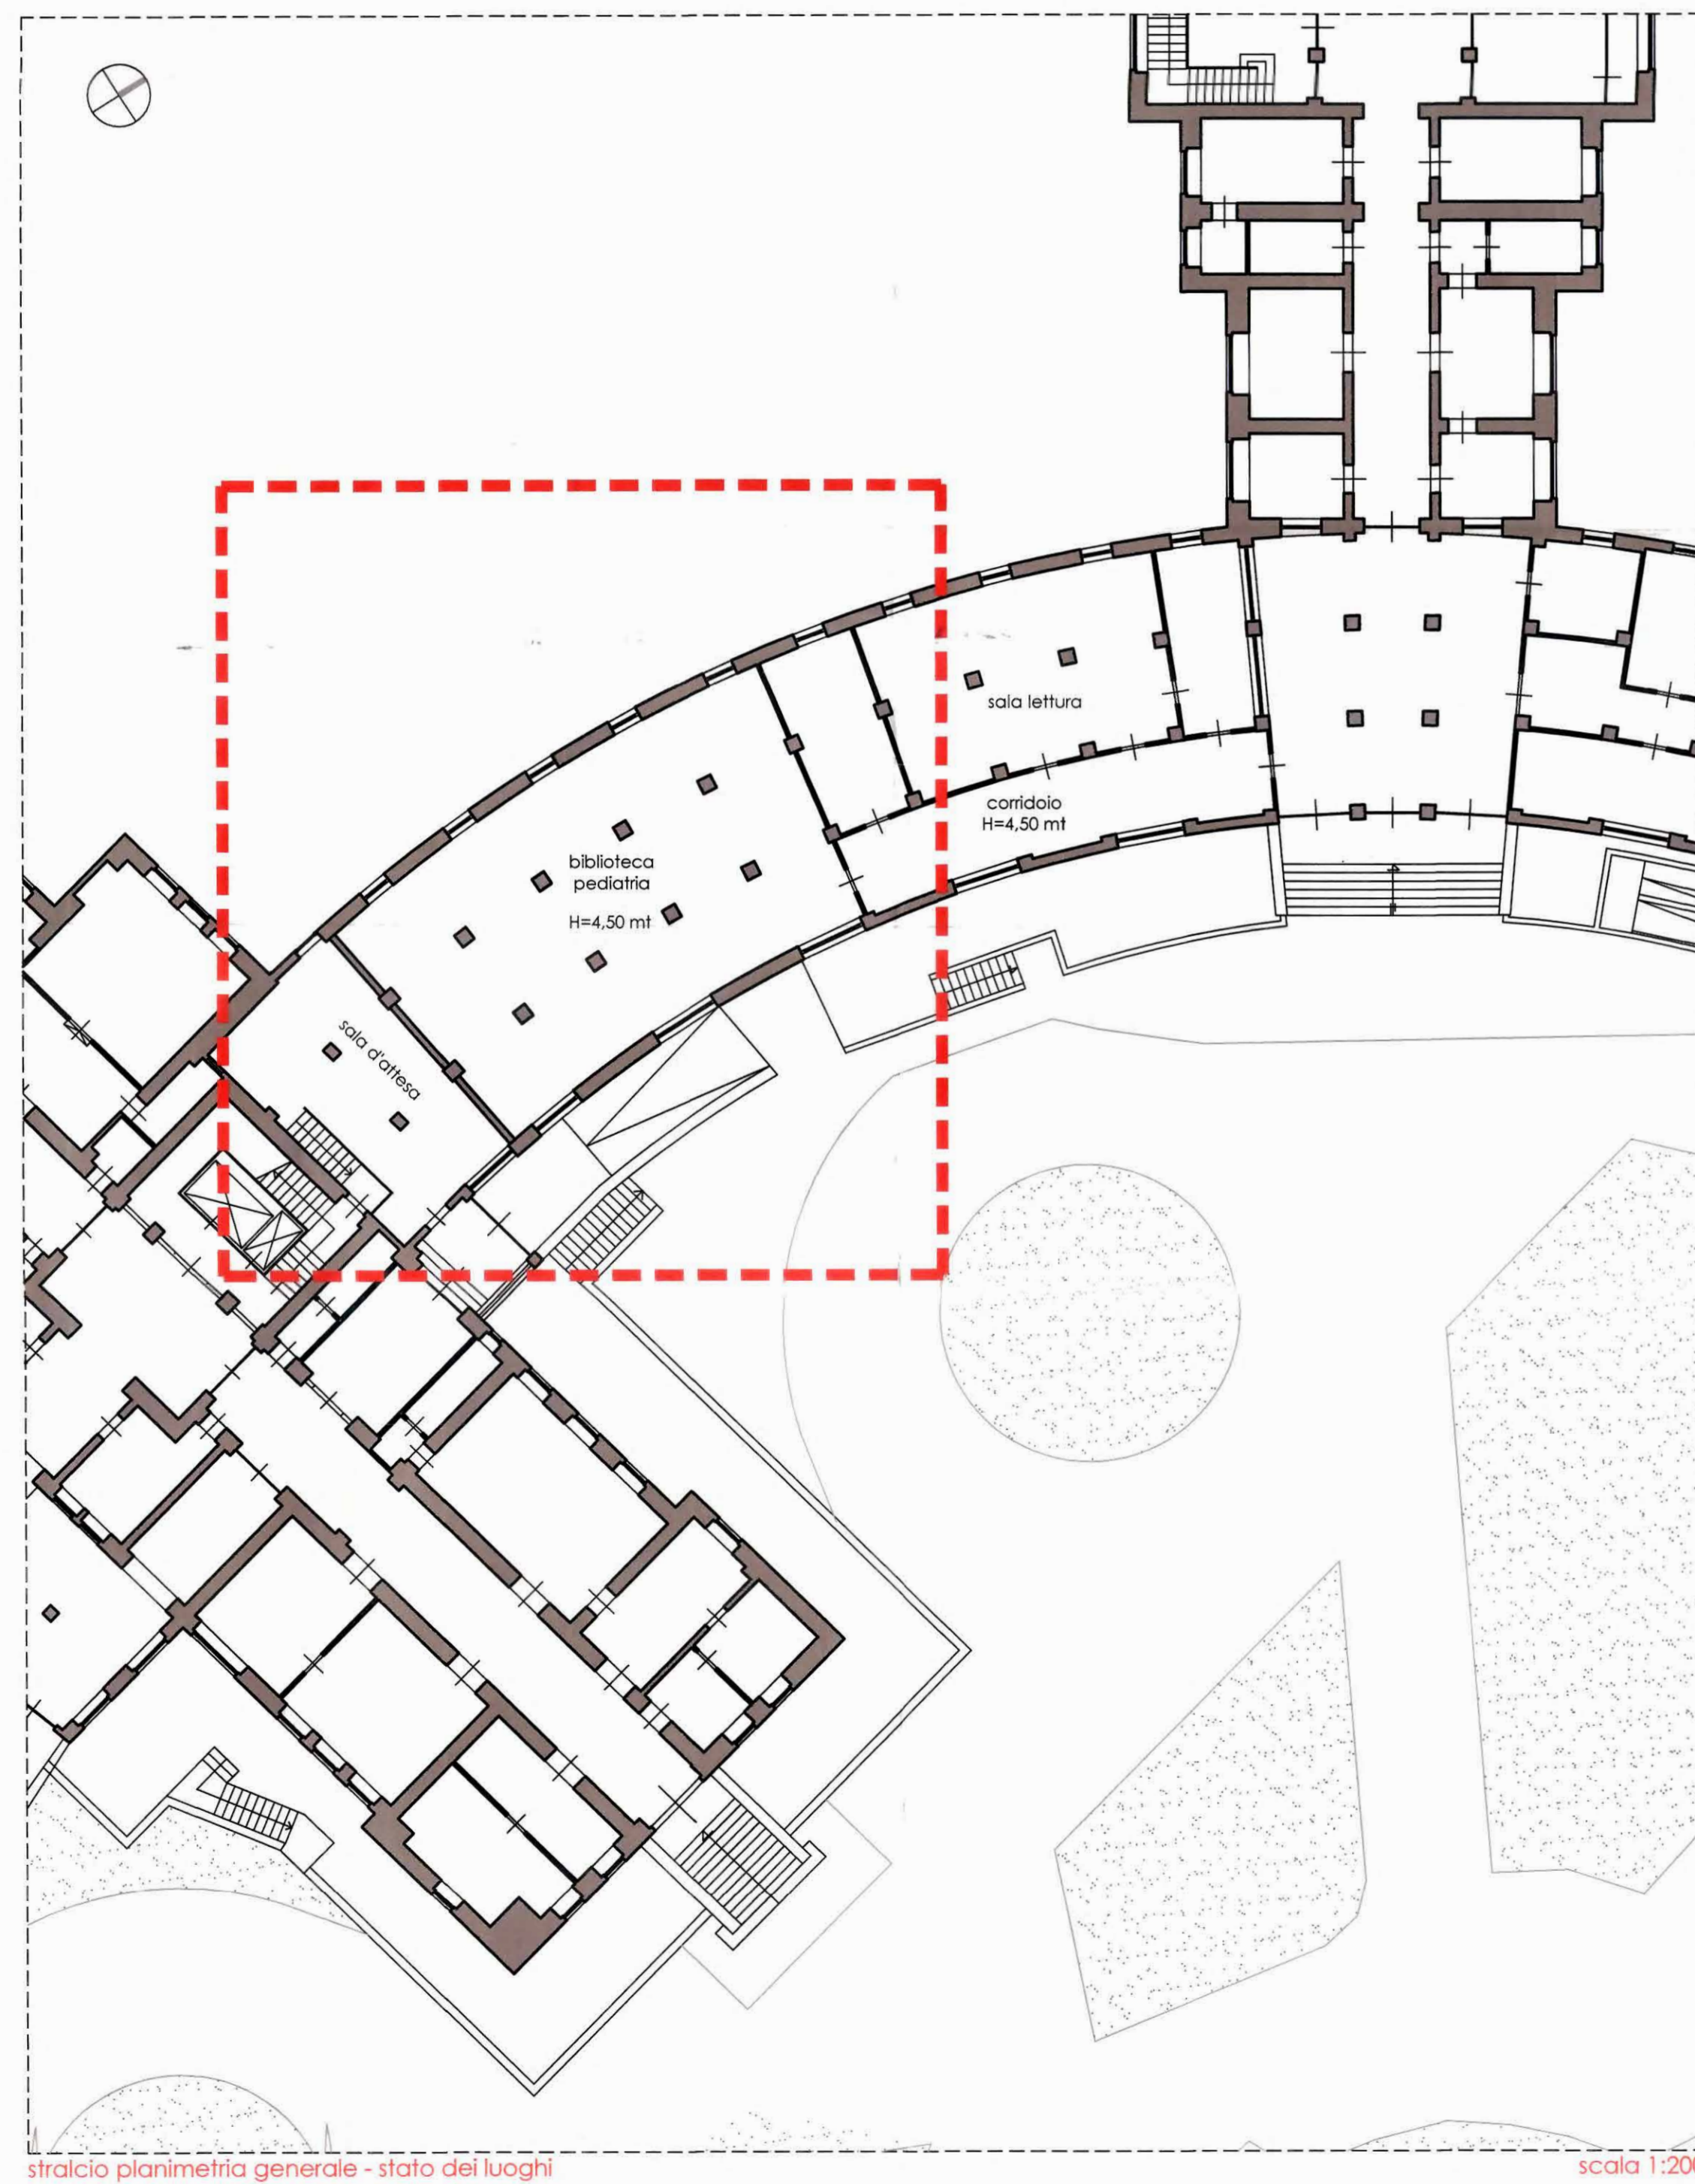 sala lettura
corridoio
H=4,50 mt
biblioteca
pediatria
H=4,50 mt
sala d'attesa
stralcio planimetria generale - stato dei luoghi
scala